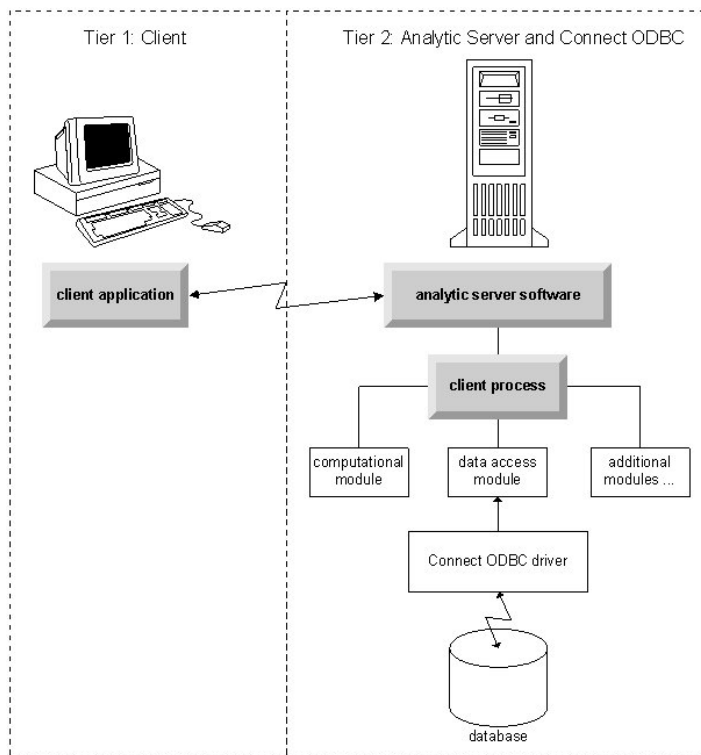 Tier 1: Client
Tier 2: Analytic Server and Connect ODBC
client application
analytic server software
client process
computational
module
data access
module
additional
modules ...
Connect ODBC driver
database